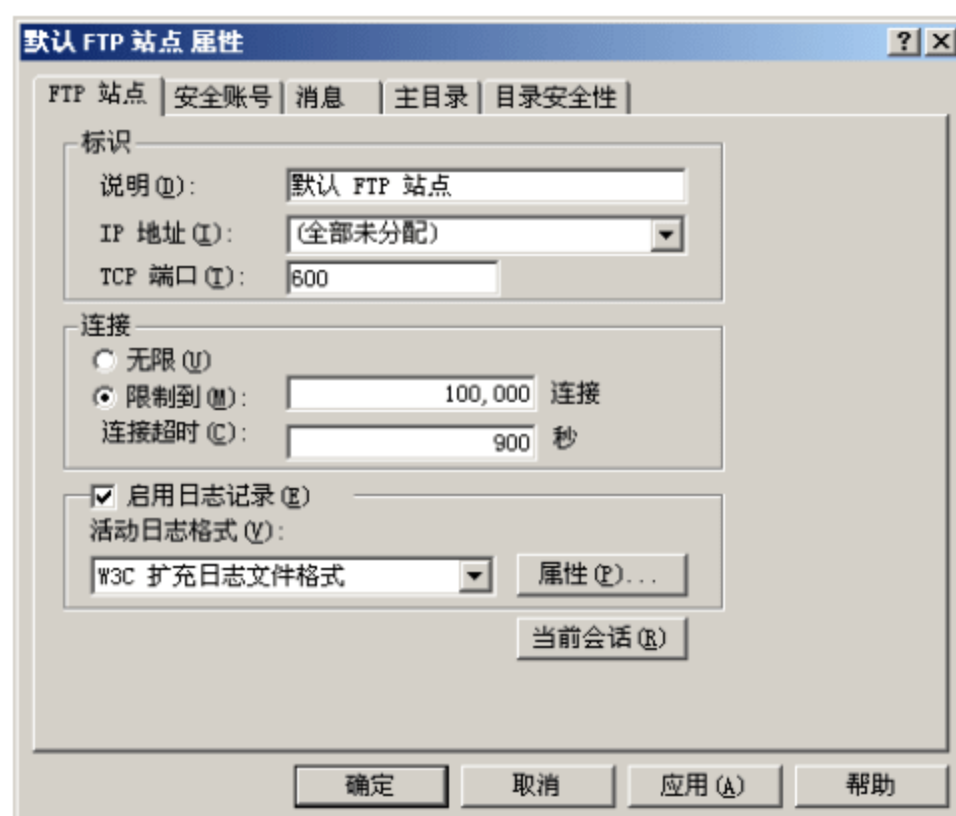 默认 FTP 站点 属性
FTP 站点 安全账号 消息 主目录 目录安全性
标识
说明(D): 默认 FTP 站点
IP 地址(I): (全部未分配)
TCP 端口(T): 600
连接
无限(U)
限制到(M): 100,000 连接
连接超时(C): 900 秒
启用日志记录(E)
活动日志格式(V):
W3C 扩充日志文件格式 属性(P)...
当前会话(R)
确定 取消 应用(A) 帮助